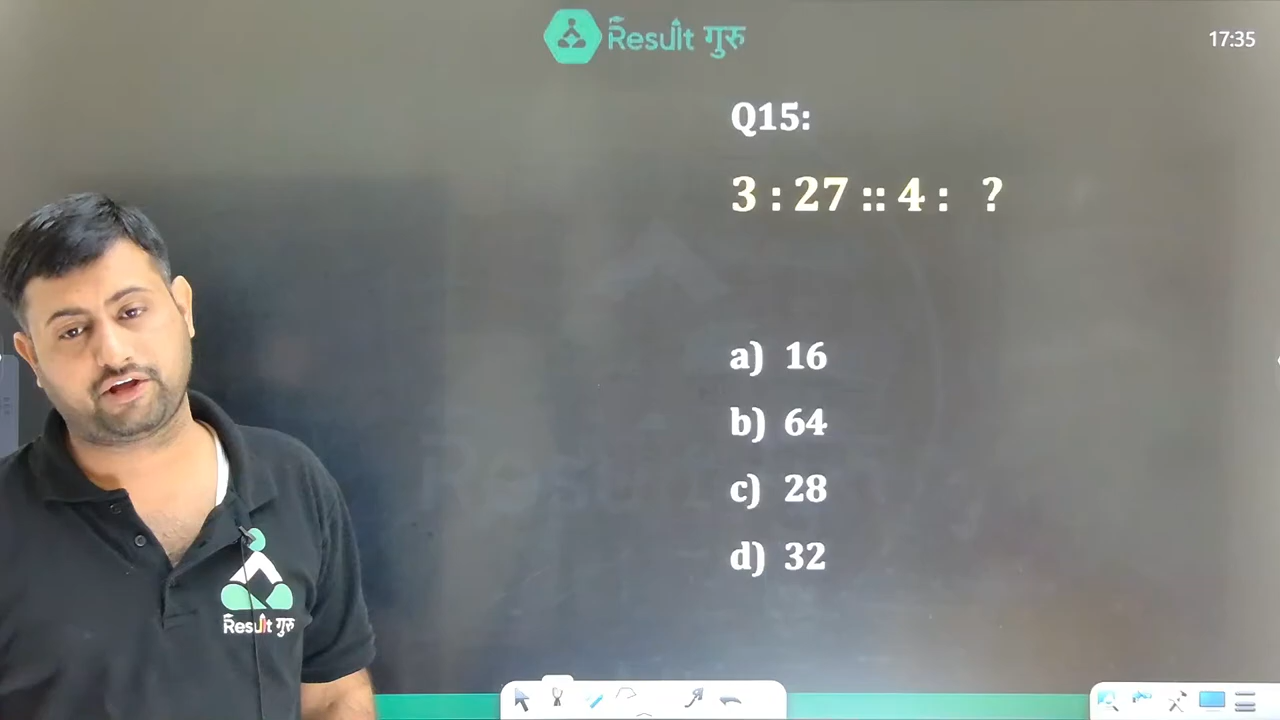 Result गुरु
17:35
Q15:
3 : 27 :: 4 : ?
a) 16
b) 64
c) 28
d) 32
Result गुरु